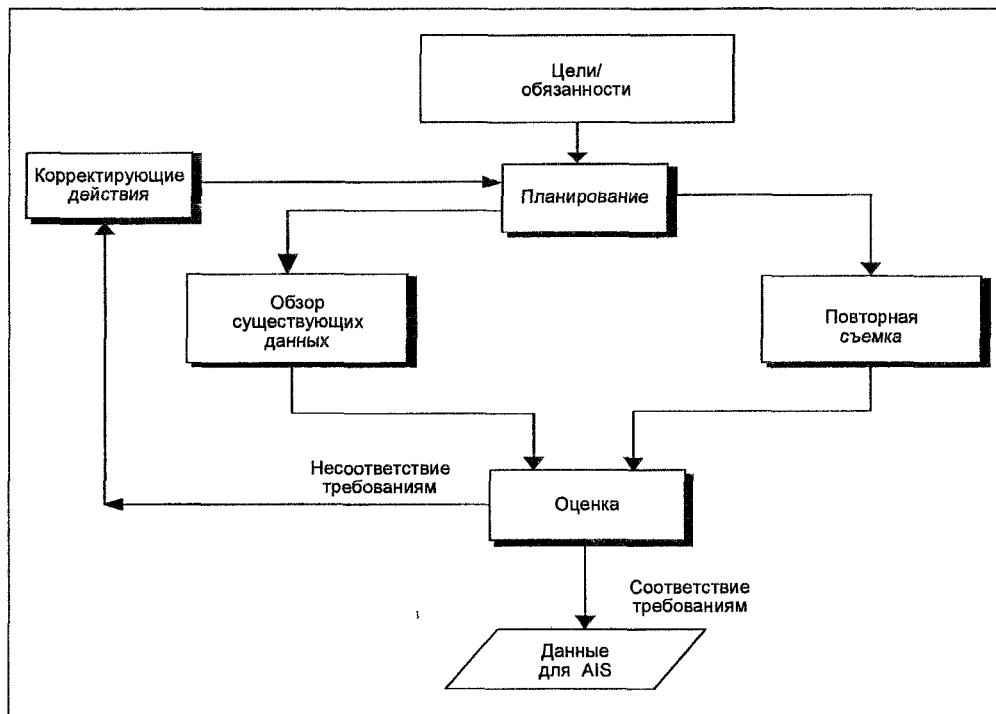 Цели/
обязанности
Корректирующие
действия
Планирование
Обзор
существующих
данных
Повторная
съемка
Несоответствие
требованиям
Оценка
Соответствие
требованиям
Данные
для AIS